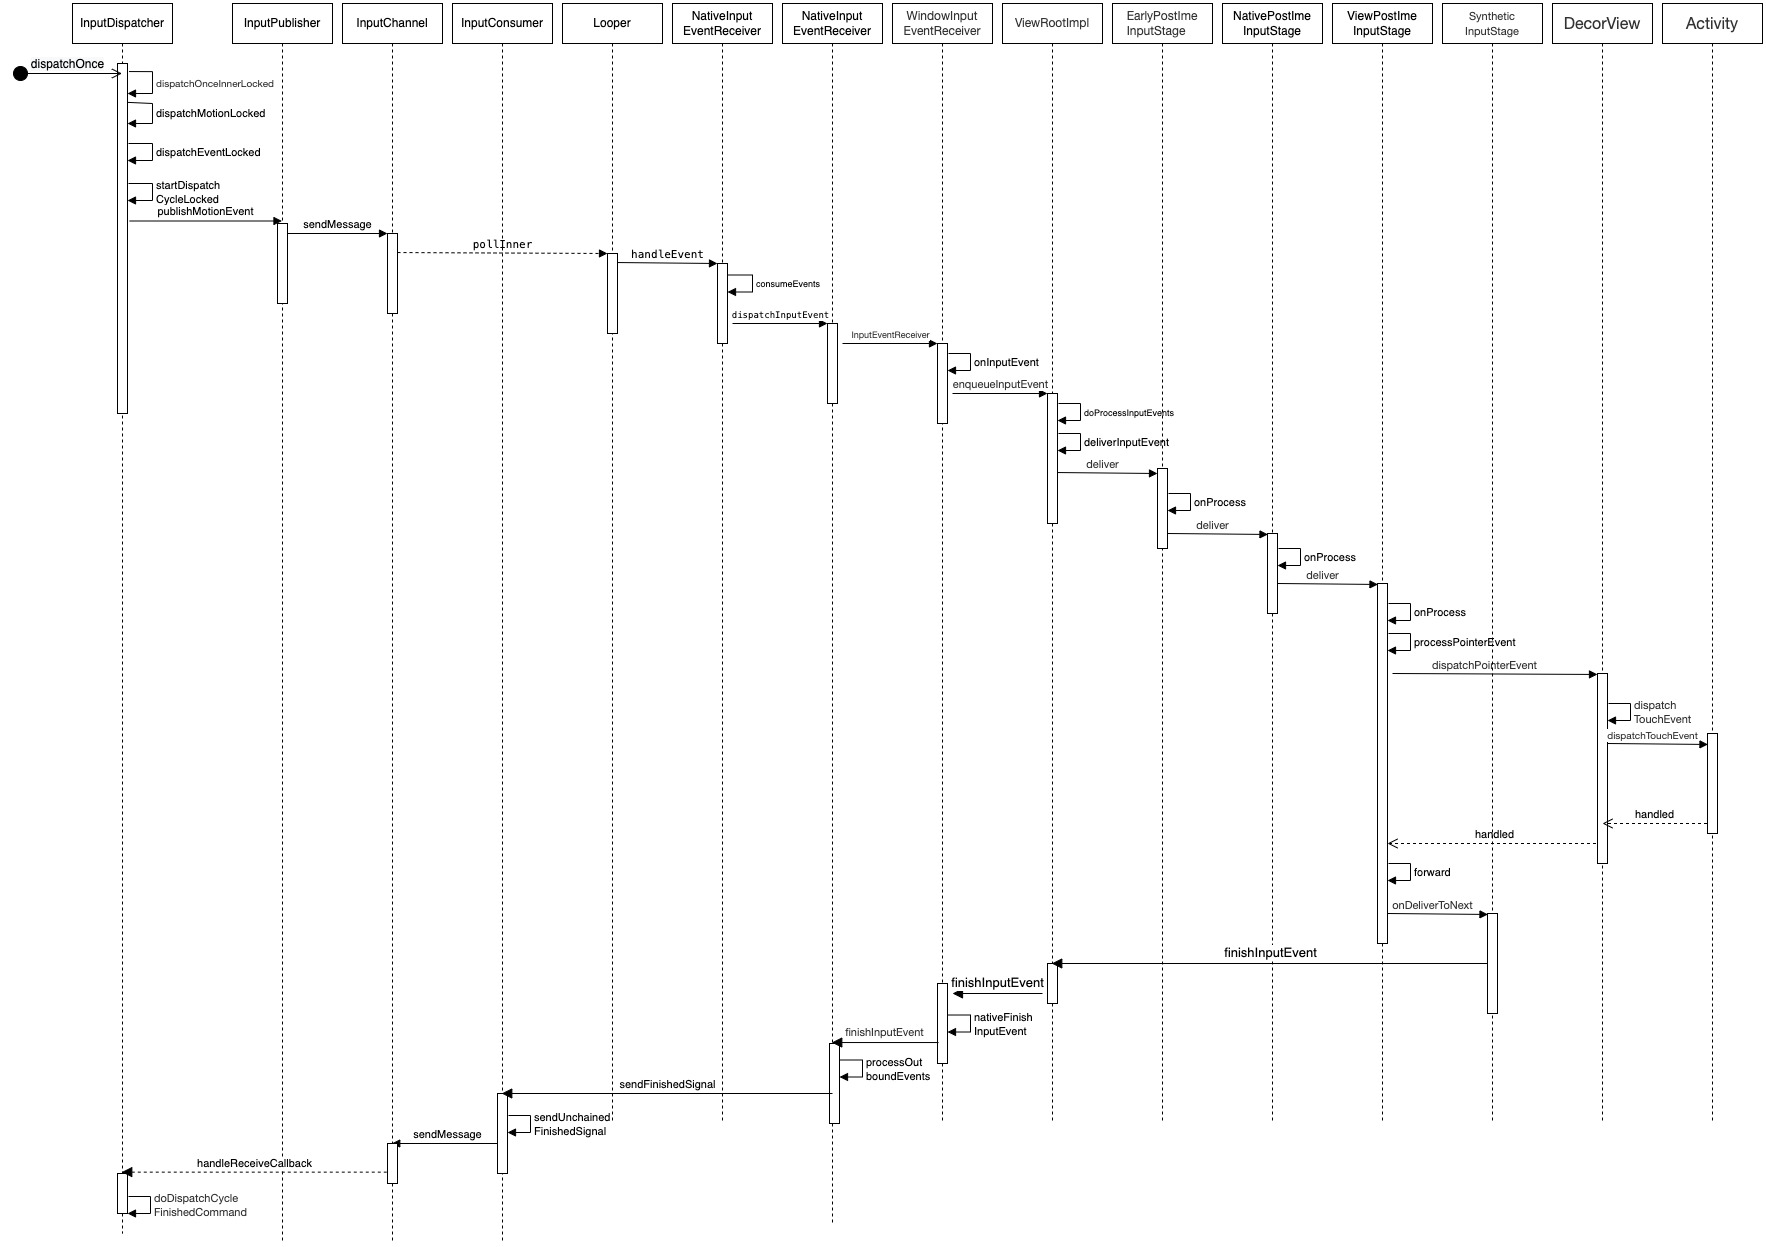 InputDispatcher
InputPublisher
InputChannel
InputConsumer
Looper
NativeInput
EventReceiver
NativeInput
EventReceiver
WindowInput
EventReceiver
ViewRootImpl
EarlyPostIme
InputStage
NativePostIme
InputStage
ViewPostIme
InputStage
Synthetic
InputStage
DecorView
Activity
dispatchOnce
dispatchOnceInnerLocked
dispatchMotionLocked
dispatchEventLocked
startDispatch
CycleLocked
publishMotionEvent
sendMessage
pollInner
handleEvent
consumeEvents
dispatchInputEvent
InputEventReceiver
onInputEvent
enqueueInputEvent
doProcessInputEvents
deliverInputEvent
deliver
onProcess
deliver
onProcess
deliver
onProcess
processPointerEvent
dispatchPointerEvent
dispatch
TouchEvent
dispatchTouchEvent
handled
handled
forward
onDeliverToNext
finishInputEvent
finishInputEvent
nativeFinish
InputEvent
finishInputEvent
processOut
boundEvents
sendFinishedSignal
sendUnchained
FinishedSignal
sendMessage
handleReceiveCallback
doDispatchCycle
FinishedCommand